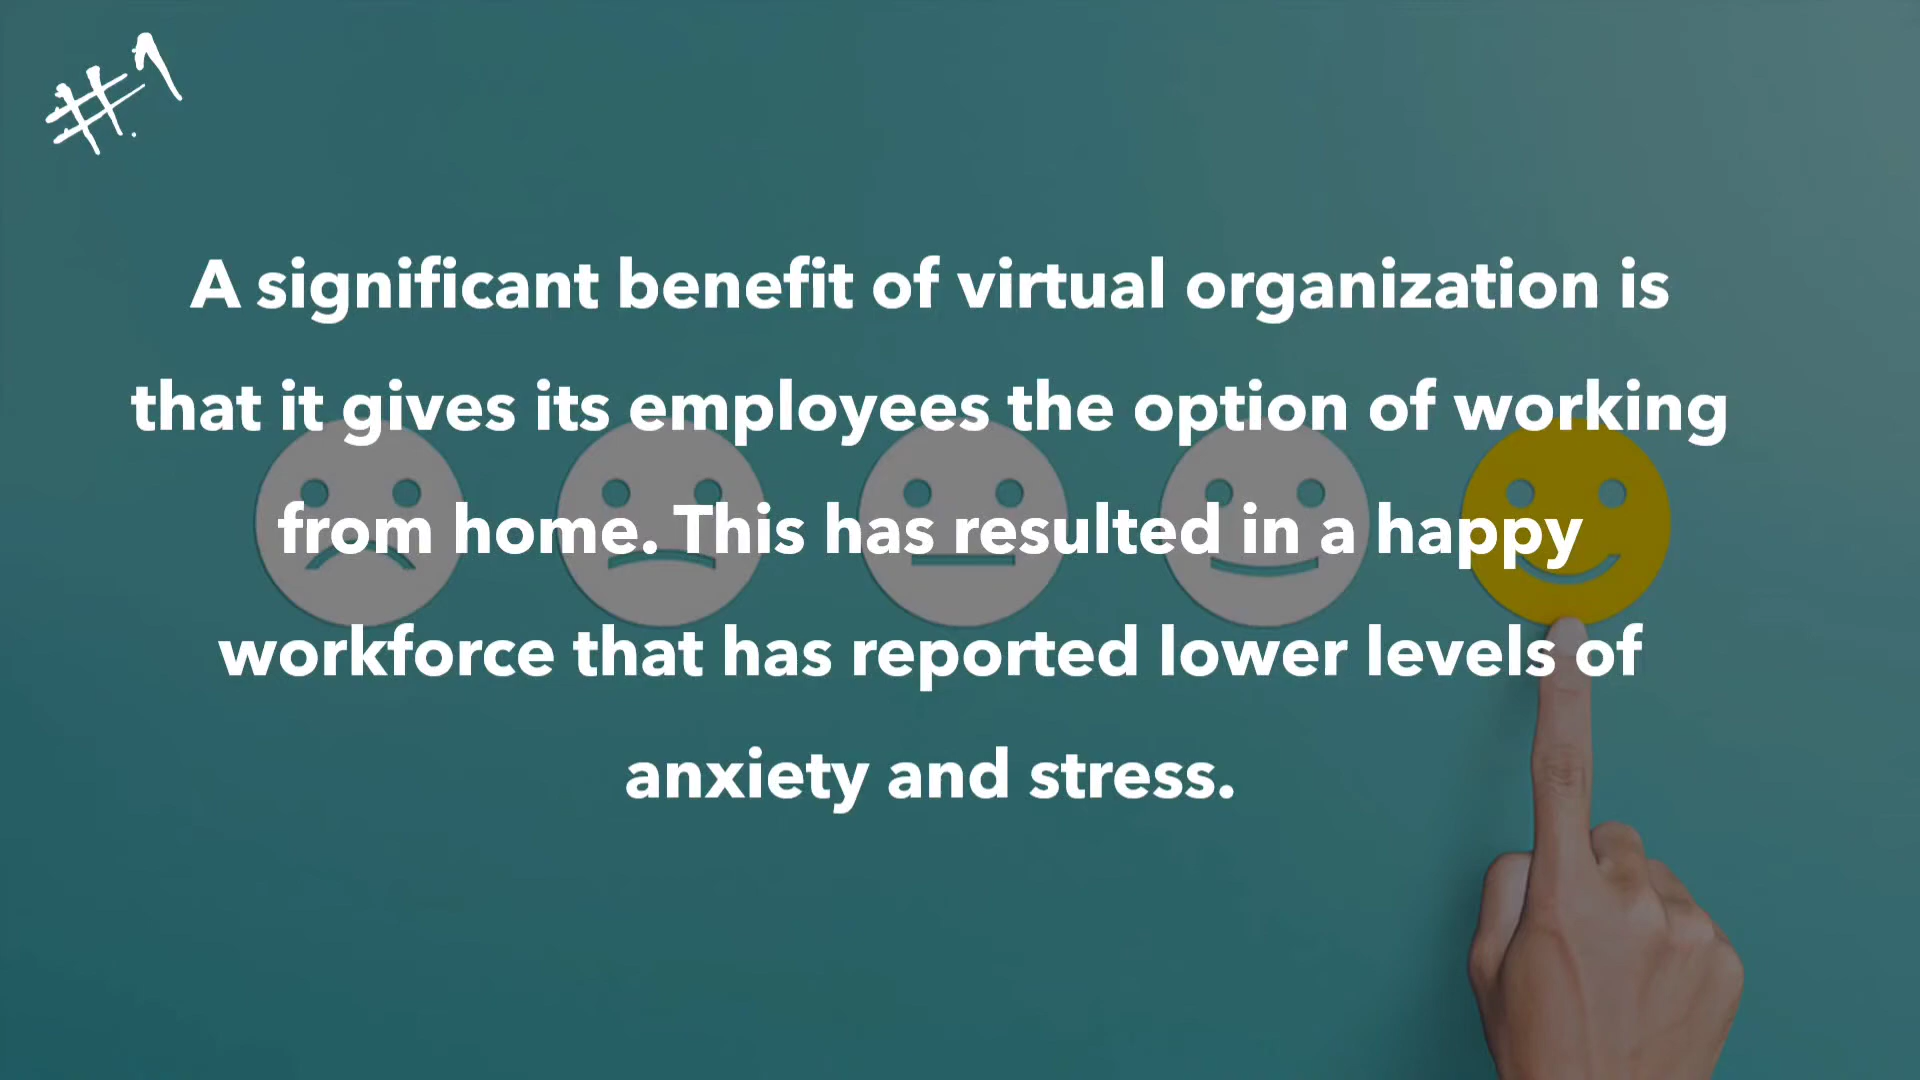 #1
A significant benefit of virtual organization is
that it gives its employees the option of working
from home. This has resulted in a happy
workforce that has reported lower levels of
anxiety and stress.